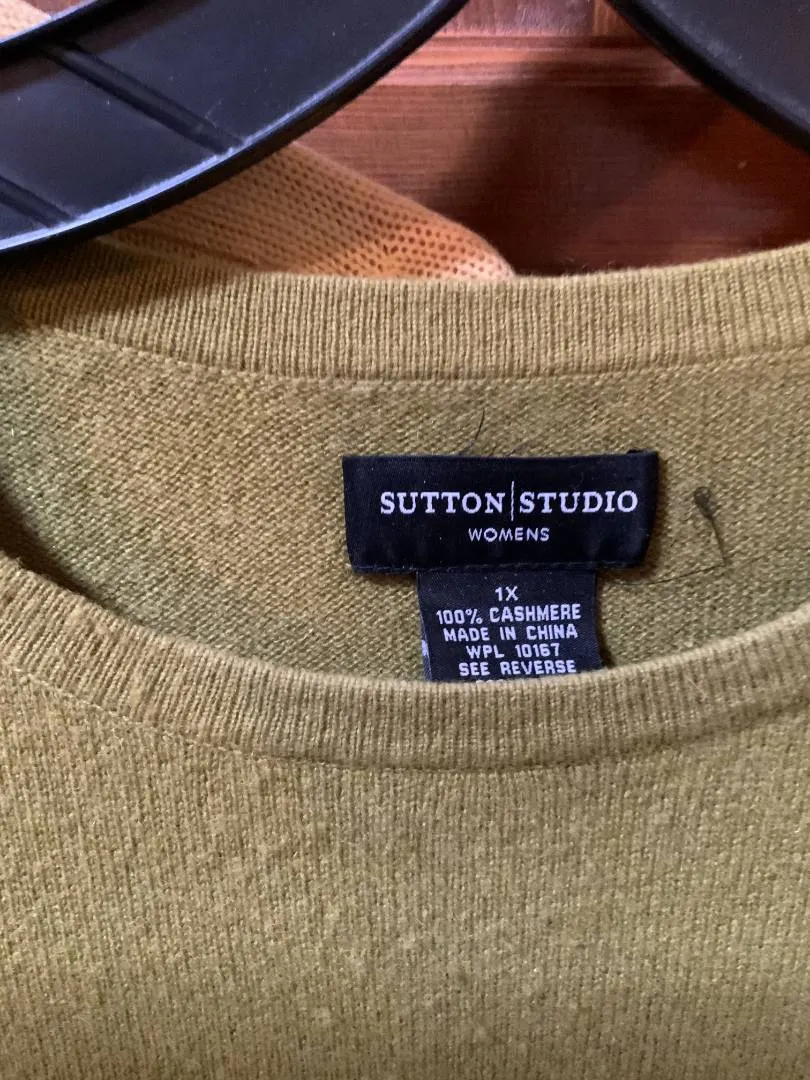 SUTTON|STUDIO
WOMENS
1X
100% CASHMERE
MADE IN CHINA
WPL 10167
SEE REVERSE